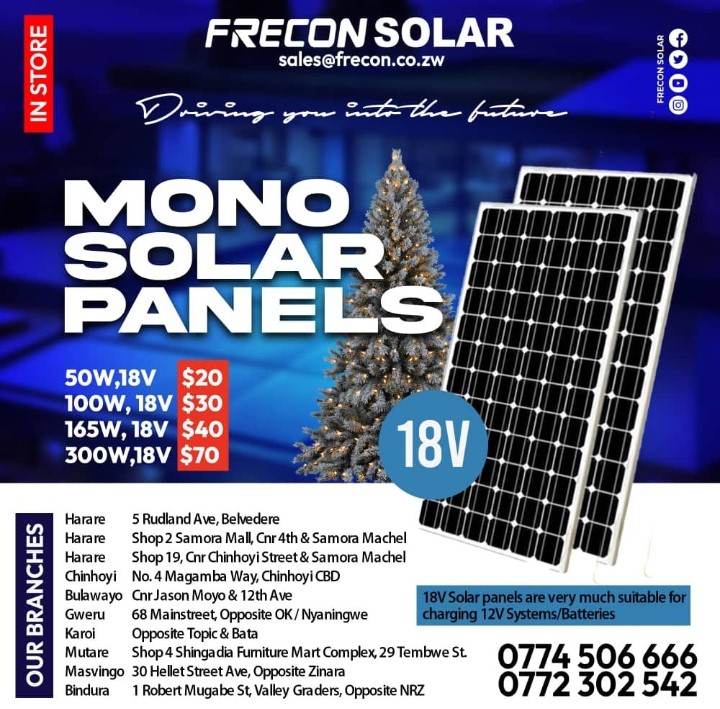 IN STORE
FRECON SOLAR
sales@frecon.co.zw
FRECON SOLAR
Driving you into the future
MONO
SOLAR
PANELS
50W,18V $20
100W, 18V $30
165W, 18V $40
300W,18V $70
18V
OUR BRANCHES
Harare 5 Rudland Ave, Belvedere
Harare Shop 2 Samora Mall, Cnr 4th & Samora Machel
Harare Shop 19, Cnr Chinhoyi Street & Samora Machel
Chinhoyi No. 4 Magamba Way, Chinhoyi CBD
Bulawayo Cnr Jason Moyo & 12th Ave
Gweru 68 Mainstreet, Opposite OK / Nyaningwe
Karoi Opposite Topic & Bata
Mutare Shop 4 Shingadia Furniture Mart Complex, 29 Tembwe St.
Masvingo 30 Hellet Street Ave, Opposite Zinara
Bindura 1 Robert Mugabe St, Valley Graders, Opposite NRZ
18V Solar panels are very much suitable for
charging 12V Systems/Batteries
0774 506 666
0772 302 542